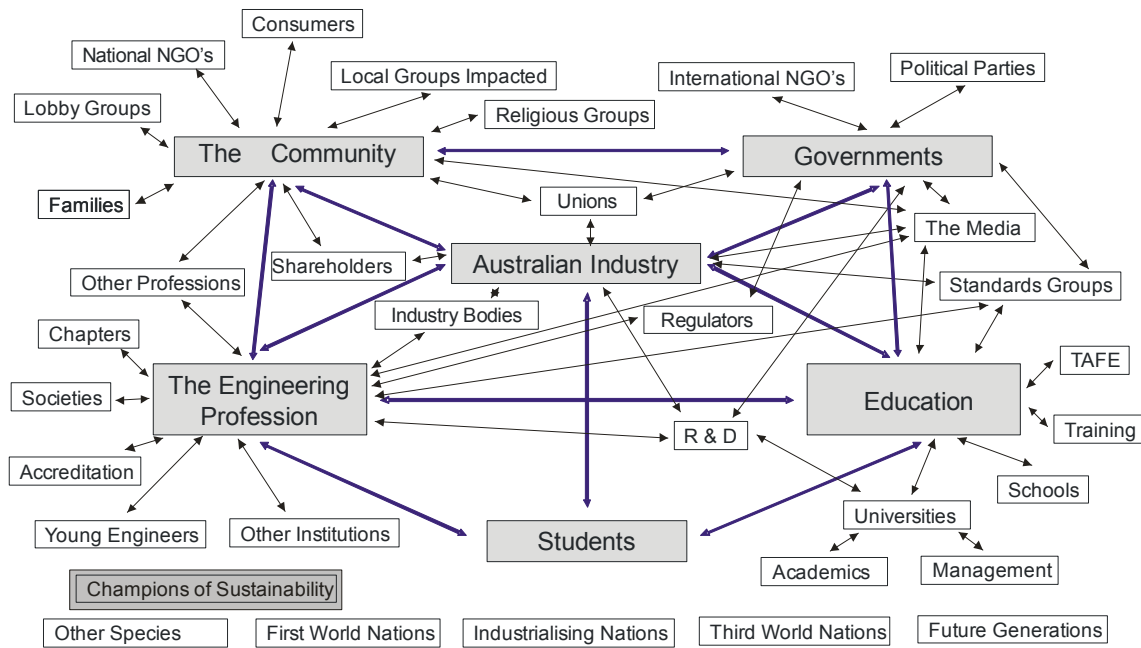 Consumers
National NGO's
Local Groups Impacted
International NGO's
Political Parties
Lobby Groups
Religious Groups
The Community
Governments
Families
Unions
The Media
Shareholders
Australian Industry
Other Professions
Standards Groups
Industry Bodies
Regulators
Chapters
The Engineering
Profession
TAFE
Societies
Education
R & D
Training
Accreditation
Schools
Young Engineers
Other Institutions
Students
Universities
Academics
Management
Champions of Sustainability
Other Species
First World Nations
Industrialising Nations
Third World Nations
Future Generations